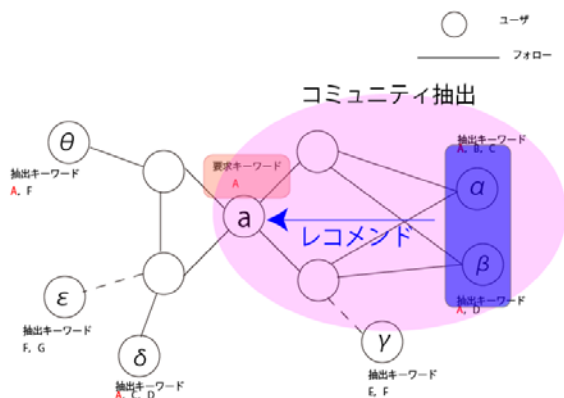 ユーザ
フォロー
コミュニティ抽出
θ
抽出キーワード
A, F
要求キーワード
A
a
レコメンド
抽出キーワード
A, B, C
α
β
抽出キーワード
A, D
ε
抽出キーワード
F, G
δ
抽出キーワード
A, C, D
γ
抽出キーワード
E, F